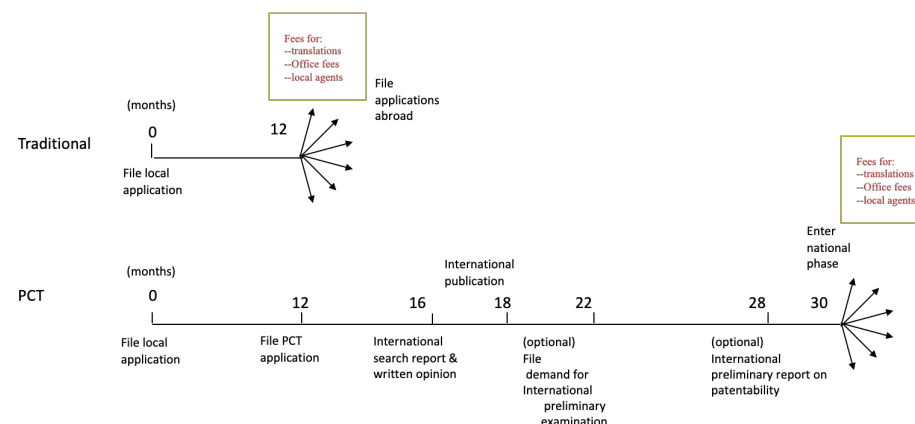 Fees for:
--translations
--Office fees
--local agents
File
applications
abroad
(months)
0
12
Traditional
File local
application
Fees for:
--translations
--Office fees
--local agents
Enter
national
phase
(months)
International
publication
PCT
0
12
16
18
22
28
30
File local
application
File PCT
application
International
search report &
written opinion
(optional)
File
demand for
International
preliminary
examination
(optional)
International
preliminary report on
patentability